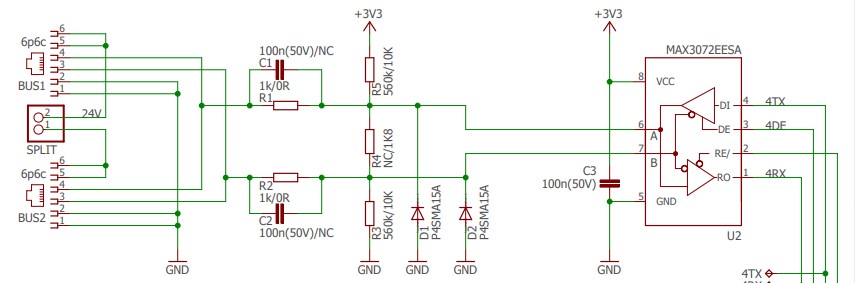 +3V3
+3V3
6p6c
6
5
4
3
2
1
BUS1
100n(50V)/NC
C1
1k/0R
R1
R5
560k/10K
MAX3072EESA
8
VCC
DI
4
4TX
2
1
24V
SPLIT
R4
NC/1K8
6
A
DE
3
4DE
7
B
RE/
2
C3
100n(50V)
RO
1
4RX
6p6c
6
5
4
3
2
1
BUS2
R2
1k/0R
C2
100n(50V)/NC
R3
560k/10K
D1
P4SMA15A
D2
P4SMA15A
5
GND
U2
GND
GND
GND
GND
GND
4TX